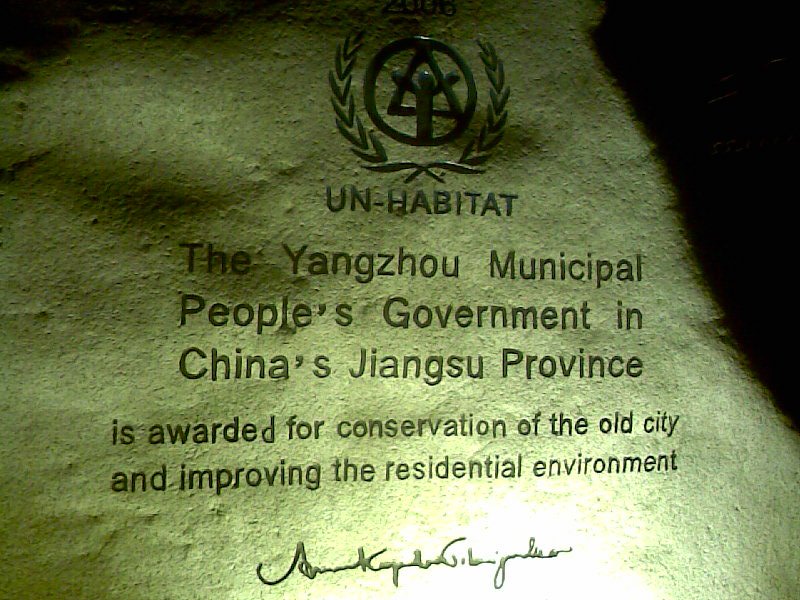 2006
UN-HABITAT
The Yangzhou Municipal
People's Government in
China's Jiangsu Province
is awarded for conservation of the old city
and improving the residential environment